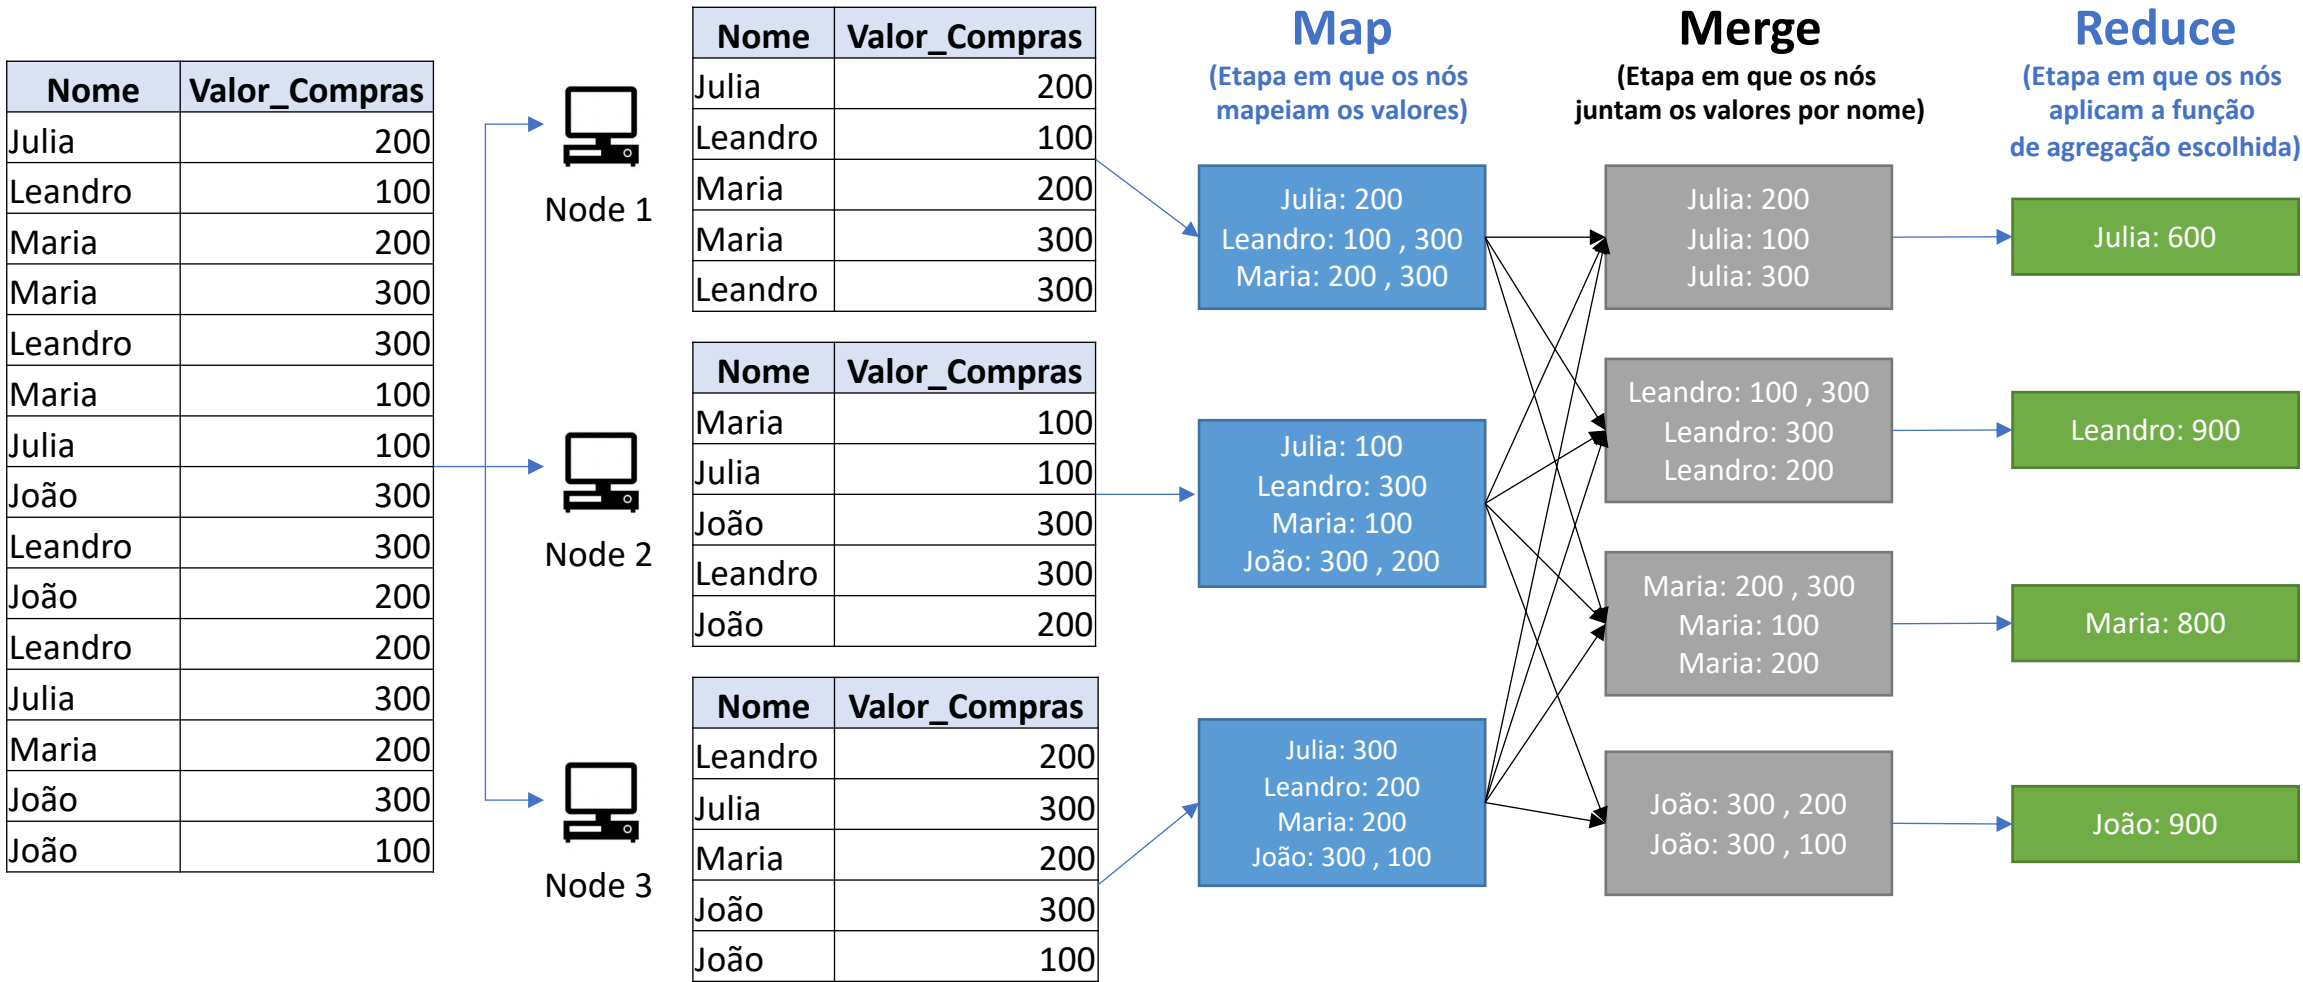 Nome Valor_Compras
Julia 200
Leandro 100
Maria 200
Maria 300
Leandro 300
Maria 100
Julia 100
João 300
Leandro 300
João 200
Leandro 200
Julia 300
Maria 200
João 300
João 100
Node 1
Node 2
Node 3
Nome Valor_Compras
Julia 200
Leandro 100
Maria 200
Maria 300
Leandro 300
Nome Valor_Compras
Maria 100
Julia 100
João 300
Leandro 300
João 200
Nome Valor_Compras
Leandro 200
Julia 300
Maria 200
João 300
João 100
Map
(Etapa em que os nós
mapeiam os valores)
Julia: 200
Leandro: 100 , 300
Maria: 200 , 300
Julia: 100
Leandro: 300
Maria: 100
João: 300 , 200
Julia: 300
Leandro: 200
Maria: 200
João: 300 , 100
Merge
(Etapa em que os nós
juntam os valores por nome)
Julia: 200
Julia: 100
Julia: 300
Leandro: 100 , 300
Leandro: 300
Leandro: 200
Maria: 200 , 300
Maria: 100
Maria: 200
João: 300 , 200
João: 300 , 100
Reduce
(Etapa em que os nós
aplicam a função
de agregação escolhida)
Julia: 600
Leandro: 900
Maria: 800
João: 900